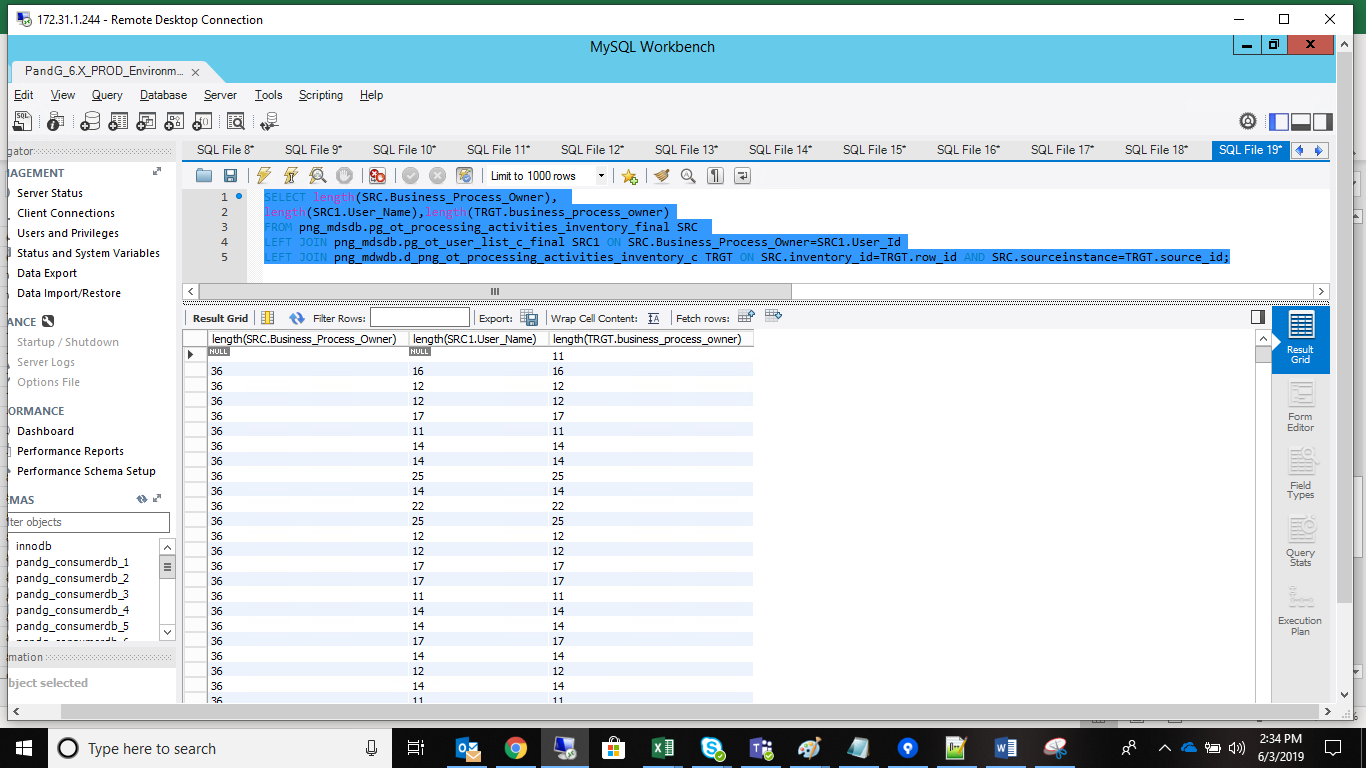 172.31.1.244 - Remote Desktop Connection
MySQL Workbench
PandG_6.X_PROD_Environm...
Edit View Query Database Server Tools Scripting Help
gator
SQL File 8* SQL File 9* SQL File 10* SQL File 11* SQL File 12* SQL File 13* SQL File 14* SQL File 15* SQL File 16* SQL File 17* SQL File 18* SQL File 19*
AGEMENT
Server Status
Client Connections
Users and Privileges
Status and System Variables
Data Export
Data Import/Restore
ANCE
Startup / Shutdown
Server Logs
Options File
ORMANCE
Dashboard
Performance Reports
Performance Schema Setup
EMAS
lter objects
innodb
pandg_consumerdb_1
pandg_consumerdb_2
pandg_consumerdb_3
pandg_consumerdb_4
pandg_consumerdb_5
rmation
bject selected
Limit to 1000 rows
1 SELECT length(SRC.Business_Process_Owner),
2 length(SRC1.User_Name),length(TRGT.business_process_owner)
3 FROM png_mdsdb.pg_ot_processing_activities_inventory_final SRC
4 LEFT JOIN png_mdsdb.pg_ot_user_list_c_final SRC1 ON SRC.Business_Process_Owner=SRC1.User_Id
5 LEFT JOIN png_mdwdb.d_png_ot_processing_activities_inventory_c TRGT ON SRC.inventory_id=TRGT.row_id AND SRC.sourceinstance=TRGT.source_id;
Result Grid Filter Rows: Export: Wrap Cell Content: Fetch rows:
length(SRC.Business_Process_Owner) length(SRC1.User_Name) length(TRGT.business_process_owner)
NULL NULL 11
36 16 16
36 12 12
36 12 12
36 17 17
36 11 11
36 14 14
36 14 14
36 25 25
36 14 14
36 22 22
36 25 25
36 12 12
36 12 12
36 17 17
36 17 17
36 11 11
36 14 14
36 14 14
36 17 17
36 14 14
36 12 12
36 14 14
36 11 11
Result
Grid
Form
Editor
Field
Types
Query
Stats
Execution
Plan
Type here to search
2:34 PM
6/3/2019